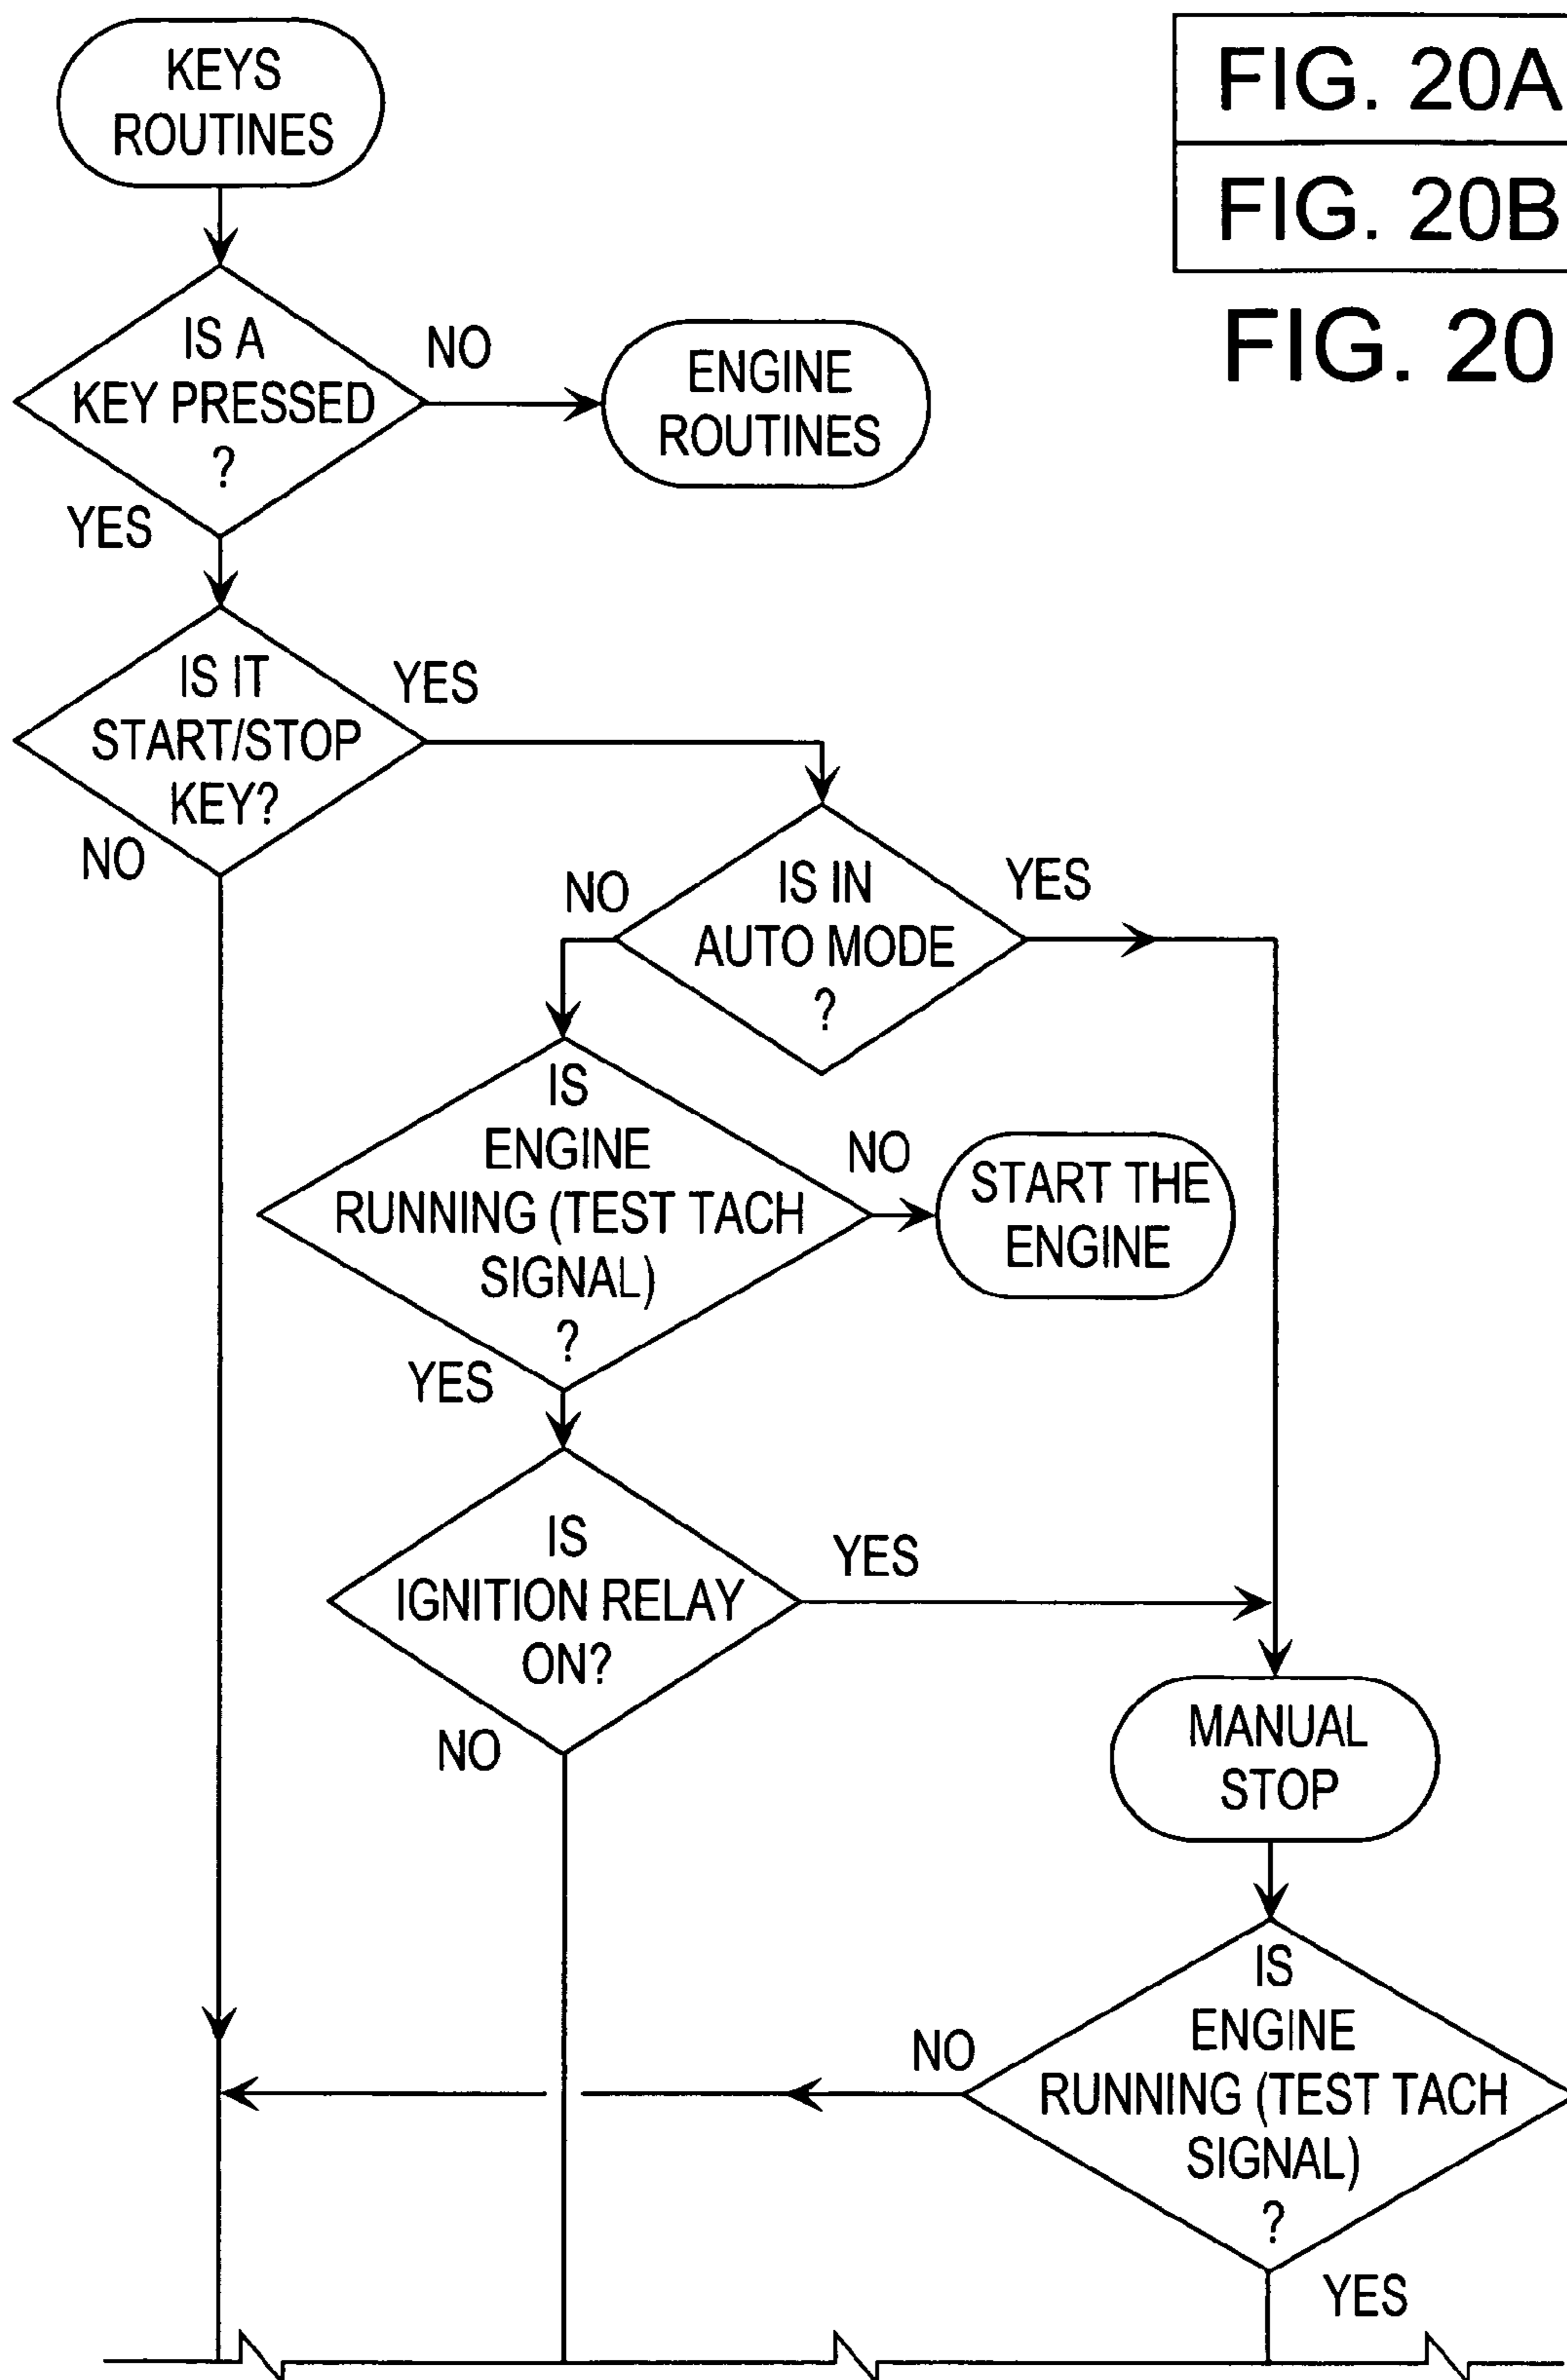 KEYS
ROUTINES
FIG. 20A
FIG. 20B
FIG. 20
IS A
KEY PRESSED
?
NO
ENGINE
ROUTINES
YES
IS IT
START/STOP
KEY?
YES
NO
IS IN
AUTO MODE
?
NO
YES
IS
ENGINE
RUNNING (TEST TACH
SIGNAL)
?
NO
START THE
ENGINE
YES
IS
IGNITION RELAY
ON?
YES
NO
MANUAL
STOP
IS
ENGINE
RUNNING (TEST TACH
SIGNAL)
?
NO
YES